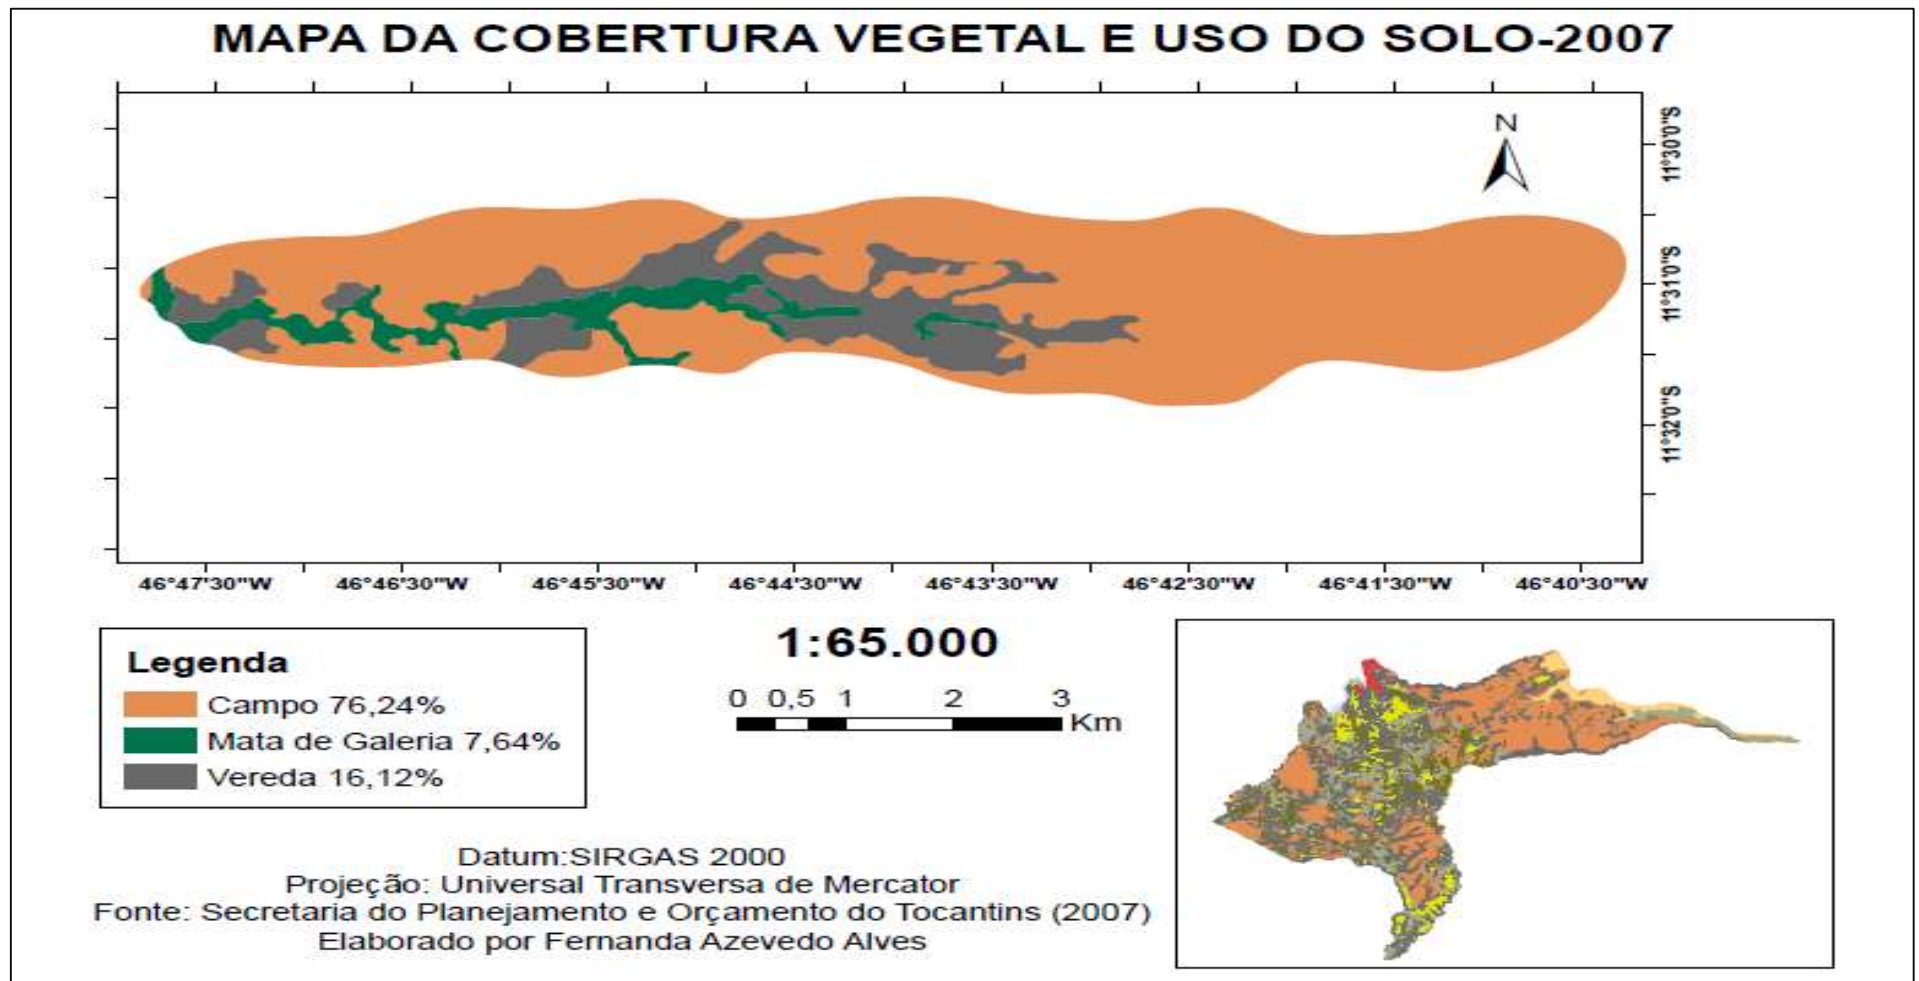 MAPA DA COBERTURA VEGETAL E USO DO SOLO-2007
N
11°30'0"S
11°31'0"S
11°32'0"S
46°47'30"W 46°46'30"W 46°45'30"W 46°44'30"W 46°43'30"W 46°42'30"W 46°41'30"W 46°40'30"W
Legenda
Campo 76,24%
Mata de Galeria 7,64%
Vereda 16,12%
1:65.000
0 0,5 1 2 3
Km
Datum:SIRGAS 2000
Projeção: Universal Transversa de Mercator
Fonte: Secretaria do Planejamento e Orçamento do Tocantins (2007)
Elaborado por Fernanda Azevedo Alves